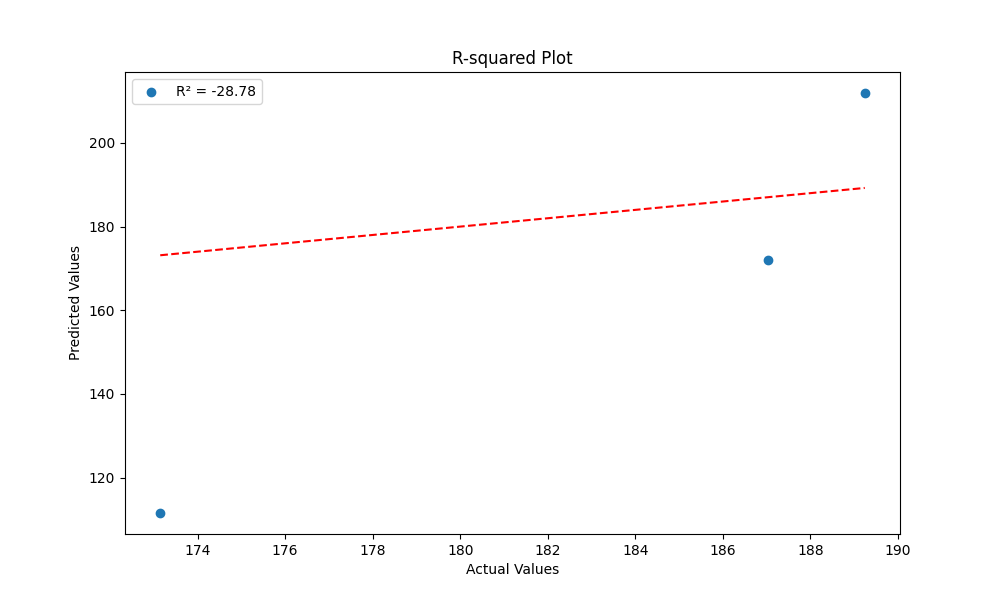 R-squared Plot
R² = -28.78
200
180
160
140
120
Predicted Values
174 176 178 180 182 184 186 188 190
Actual Values